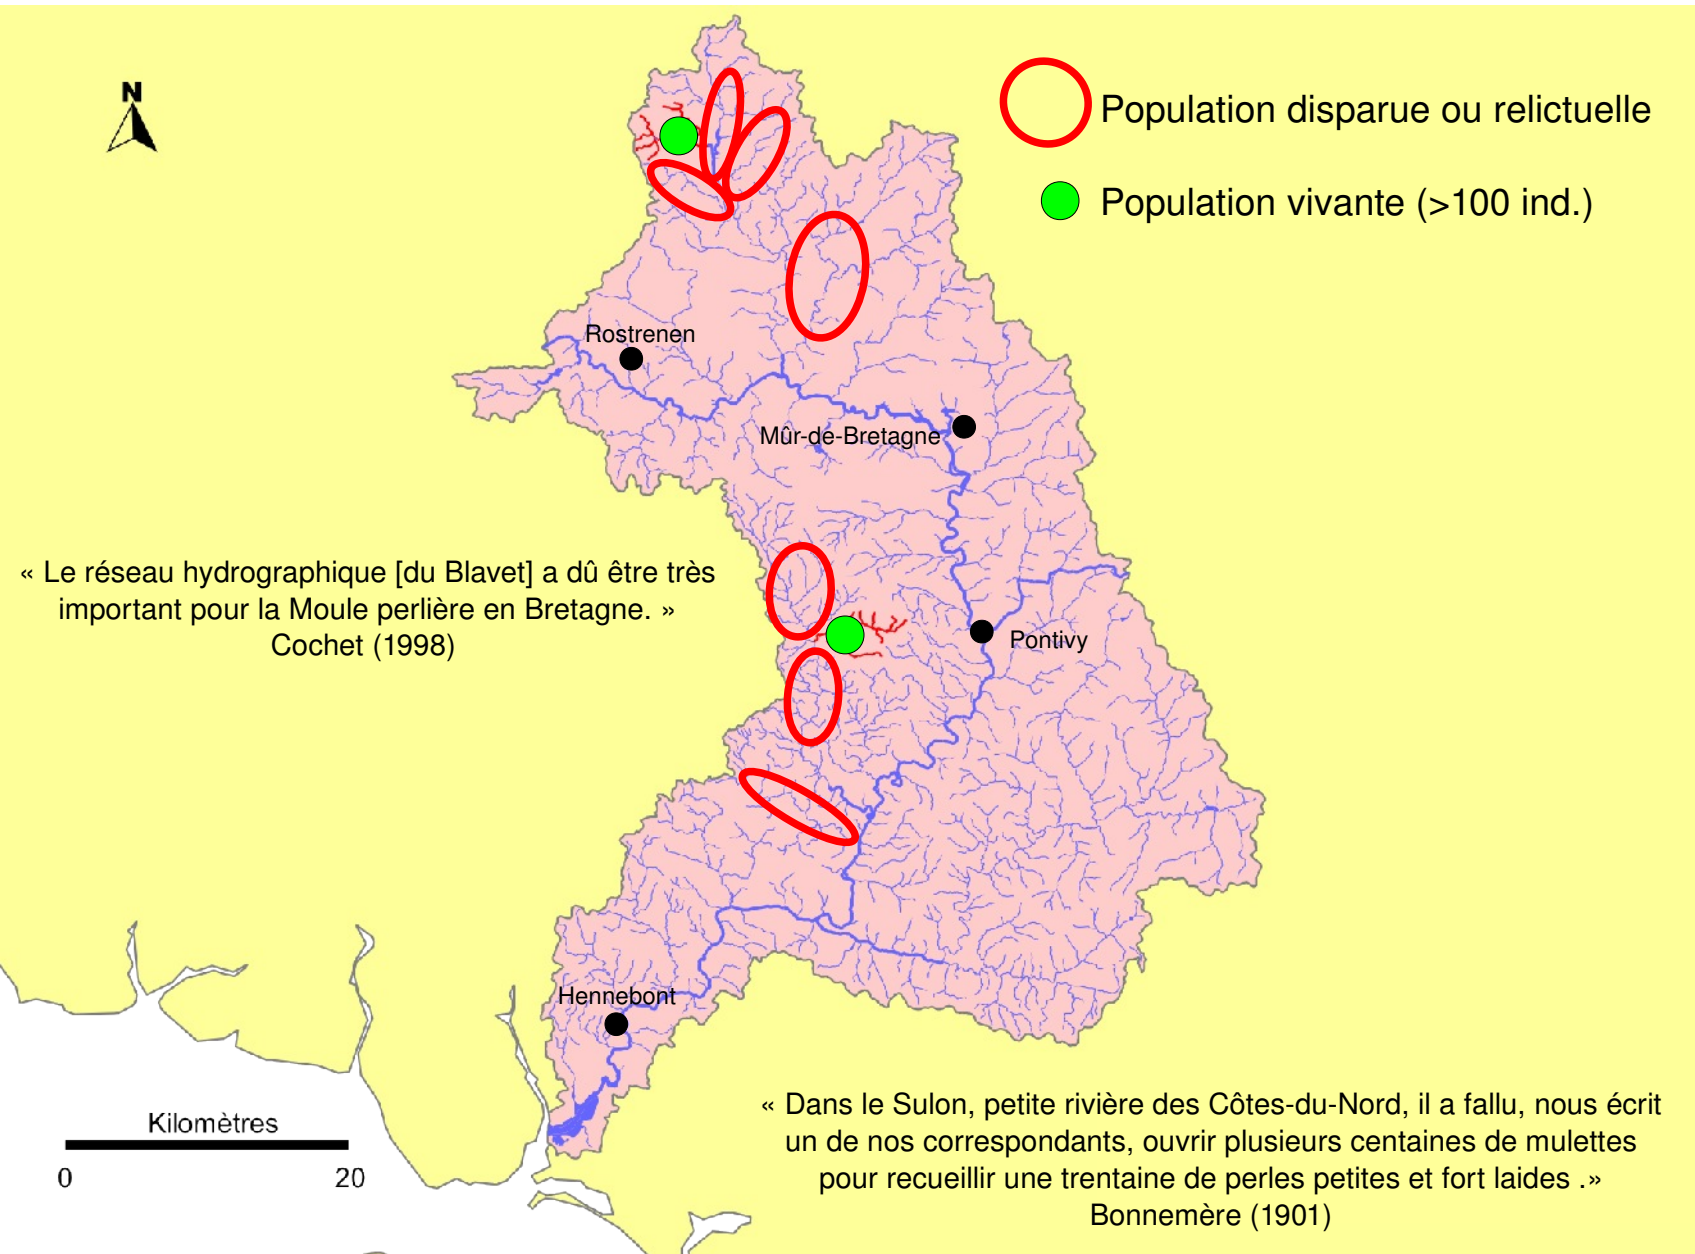 N
Population disparue ou relictuelle
Population vivante (>100 ind.)
Rostrenen
Mûr-de-Bretagne
« Le réseau hydrographique [du Blavet] a dû être très
important pour la Moule perlière en Bretagne. »
Cochet (1998)
Pontivy
Hennebont
Kilomètres
0 20
« Dans le Sulon, petite rivière des Côtes-du-Nord, il a fallu, nous écrit
un de nos correspondants, ouvrir plusieurs centaines de mulettes
pour recueillir une trentaine de perles petites et fort laides .»
Bonnemère (1901)